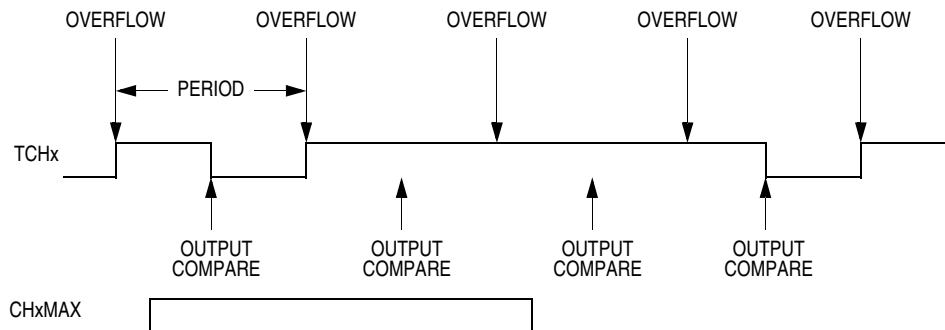 OVERFLOW OVERFLOW OVERFLOW OVERFLOW OVERFLOW
PERIOD
TCHx
OUTPUT COMPARE
OUTPUT COMPARE
OUTPUT COMPARE
OUTPUT COMPARE
CHxMAX